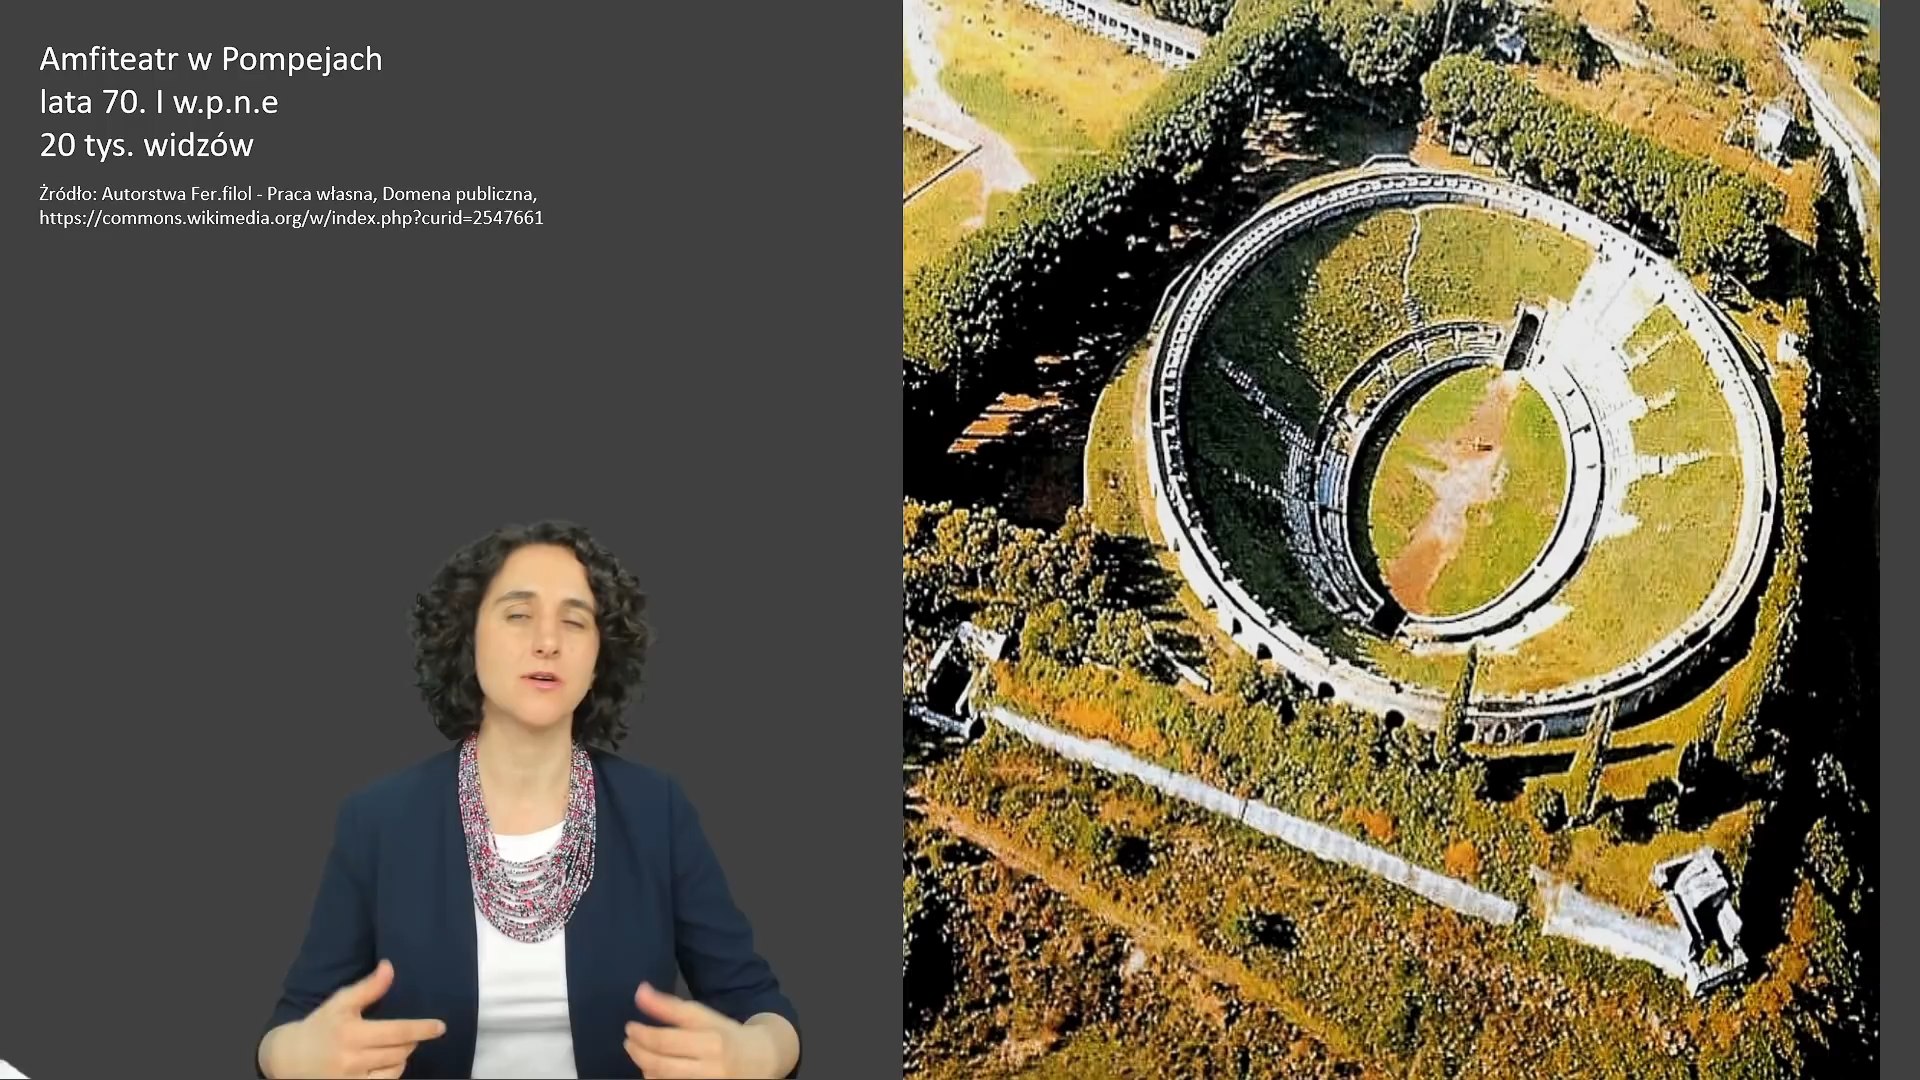 Amfiteatr w Pompejach
lata 70. I w.p.n.e
20 tys. widzów
Żródło: Autorstwa Fer.filol - Praca własna, Domena publiczna,
https://commons.wikimedia.org/w/index.php?curid=2547661